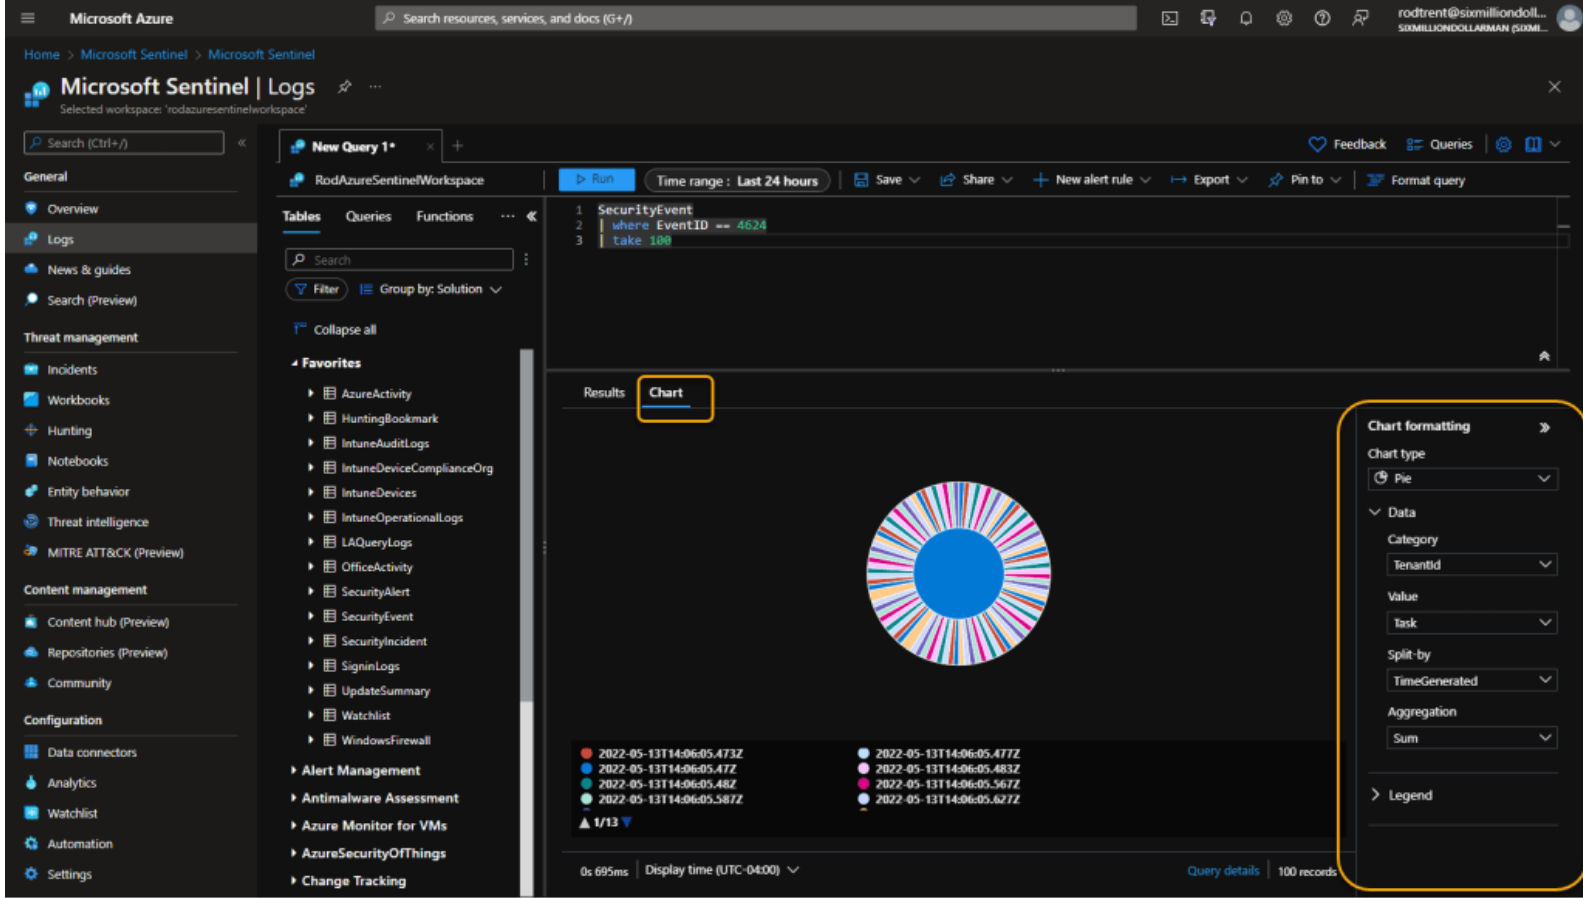 Microsoft Azure
Search resources, services, and docs (G+/)
rodtrent@sixmilliondoll...
SIXMILLIONDOLLARMAN (SIXMI...
Home > Microsoft Sentinel > Microsoft Sentinel
Microsoft Sentinel | Logs
Selected workspace: 'rodazuresentinelworkspace'
Search (Ctrl+/)
General
Overview
Logs
News & guides
Search (Preview)
Threat management
Incidents
Workbooks
Hunting
Notebooks
Entity behavior
Threat intelligence
MITRE ATT&CK (Preview)
Content management
Content hub (Preview)
Repositories (Preview)
Community
Configuration
Data connectors
Analytics
Watchlist
Automation
Settings
New Query 1*
Feedback
Queries
RodAzureSentinelWorkspace
Run
Time range : Last 24 hours
Save
Share
New alert rule
Export
Pin to
Format query
Tables
Queries
Functions
Search
Filter
Group by: Solution
Collapse all
Favorites
AzureActivity
HuntingBookmark
IntuneAuditLogs
IntuneDeviceComplianceOrg
IntuneDevices
IntuneOperationalLogs
LAQueryLogs
OfficeActivity
SecurityAlert
SecurityEvent
SecurityIncident
SigninLogs
UpdateSummary
Watchlist
WindowsFirewall
Alert Management
Antimalware Assessment
Azure Monitor for VMs
AzureSecurityOfThings
Change Tracking
1 SecurityEvent
2 | where EventID == 4624
3 | take 100
Results
Chart
2022-05-13T14:06:05.473Z
2022-05-13T14:06:05.477Z
2022-05-13T14:06:05.47Z
2022-05-13T14:06:05.483Z
2022-05-13T14:06:05.48Z
2022-05-13T14:06:05.567Z
2022-05-13T14:06:05.587Z
2022-05-13T14:06:05.627Z
1/13
0s 695ms
Display time (UTC-04:00)
Query details
100 records
Chart formatting
Chart type
Pie
Data
Category
TenantId
Value
Task
Split-by
TimeGenerated
Aggregation
Sum
Legend